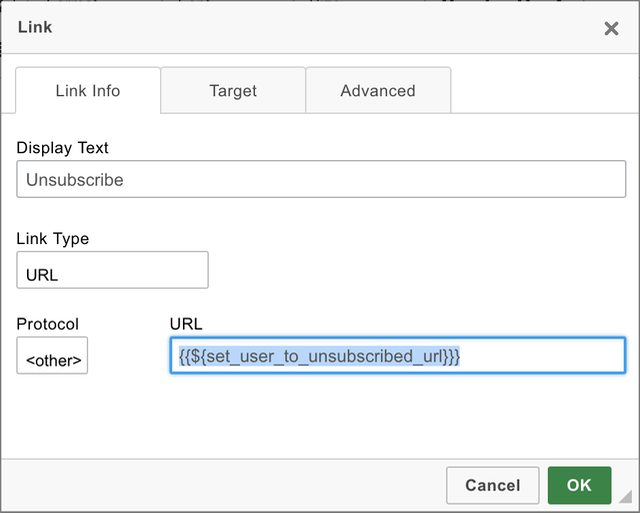 Link
Link Info
Target
Advanced
Display Text
Unsubscribe
Link Type
URL
Protocol
URL
<other>
{{${set_user_to_unsubscribed_url}}}
Cancel
OK